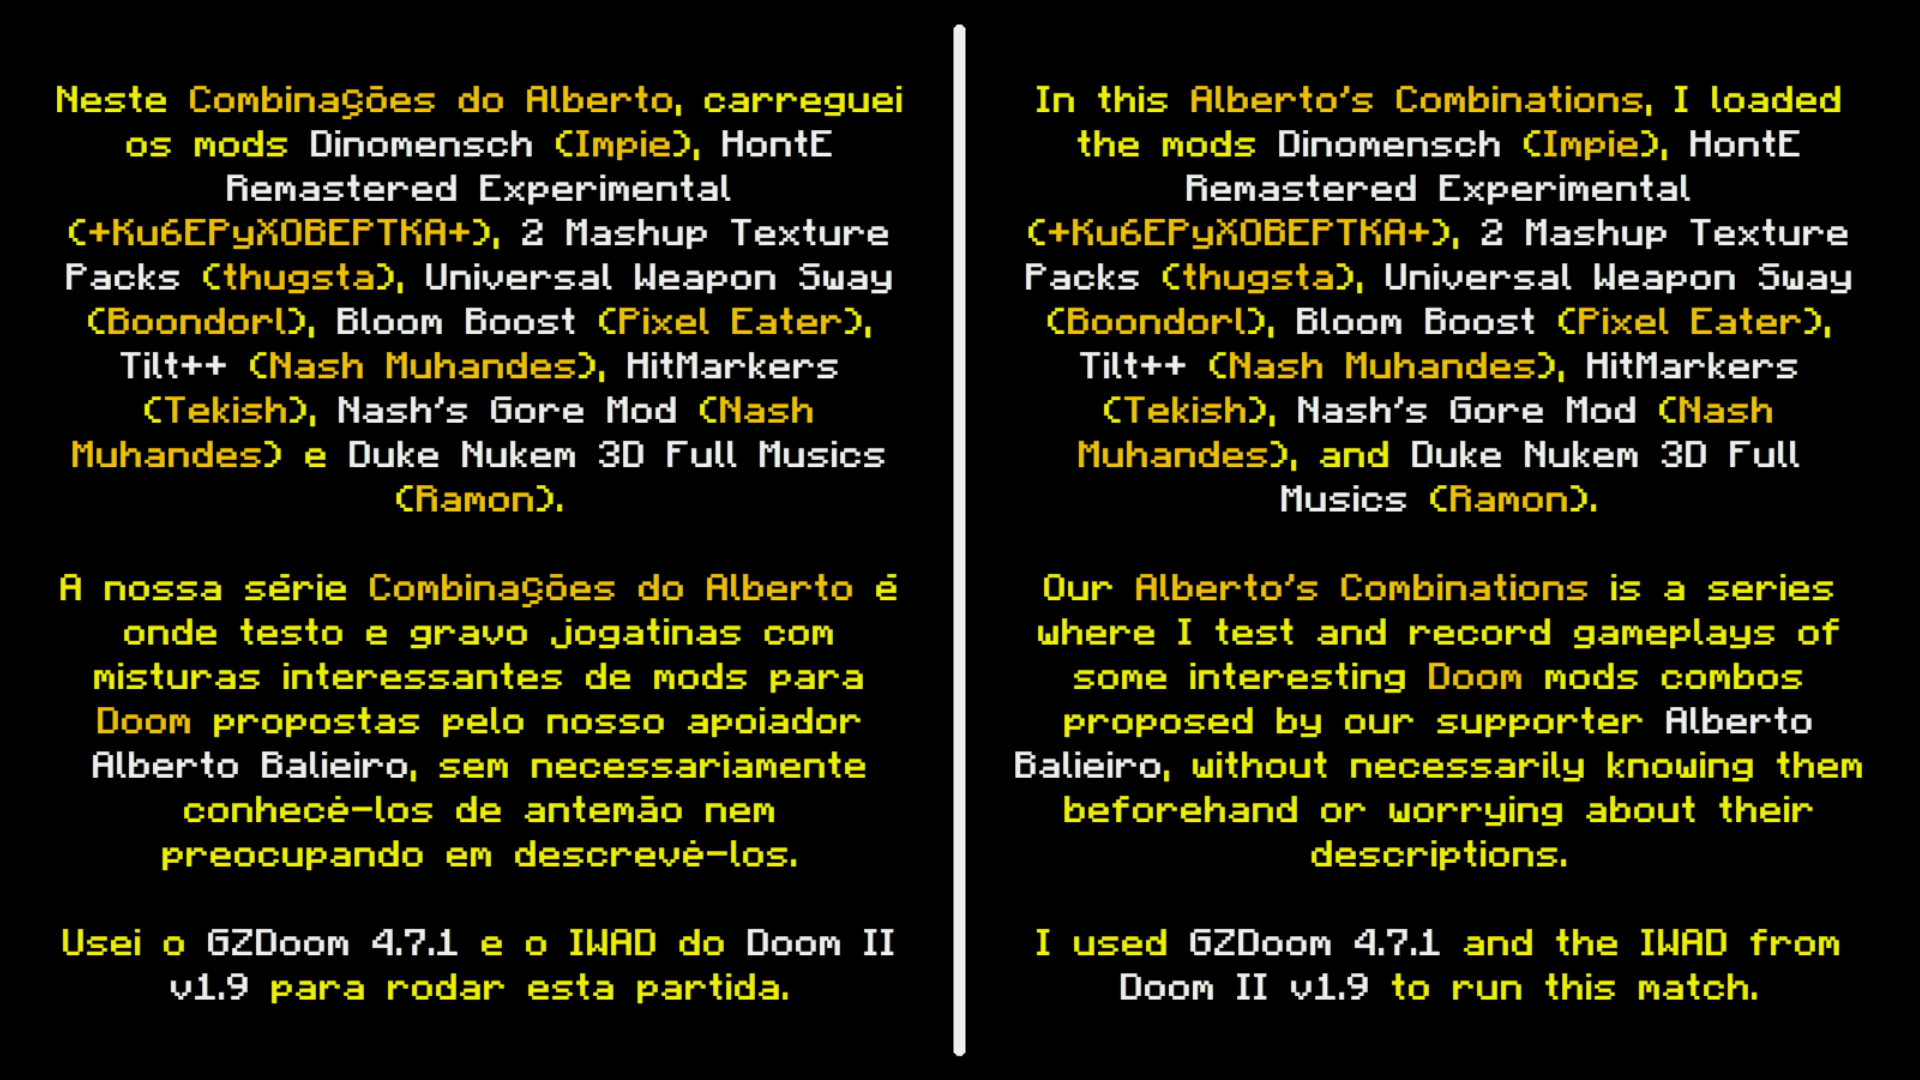 Neste Combinações do Alberto, carreguei
os mods Dinomensch (Impie), HontE
Remastered Experimental
(+Ku6EPyXOBEPTKA+), 2 Mashup Texture
Packs (thugsta), Universal Weapon Sway
(Boondorl), Bloom Boost (Pixel Eater),
Tilt++ (Nash Muhandes), HitMarkers
(Tekish), Nash's Gore Mod (Nash
Muhandes) e Duke Nukem 3D Full Musics
(Ramon).
A nossa série Combinações do Alberto é
onde testo e gravo jogatinas com
misturas interessantes de mods para
Doom propostas pelo nosso apoiador
Alberto Balieiro, sem necessariamente
conhecê-los de antemão nem
preocupando em descrevê-los.
Usei o GZDoom 4.7.1 e o IWAD do Doom II
v1.9 para rodar esta partida.
In this Alberto's Combinations, I loaded
the mods Dinomensch (Impie), HontE
Remastered Experimental
(+Ku6EPyXOBEPTKA+), 2 Mashup Texture
Packs (thugsta), Universal Weapon Sway
(Boondorl), Bloom Boost (Pixel Eater),
Tilt++ (Nash Muhandes), HitMarkers
(Tekish), Nash's Gore Mod (Nash
Muhandes), and Duke Nukem 3D Full
Musics (Ramon).
Our Alberto's Combinations is a series
where I test and record gameplays of
some interesting Doom mods combos
proposed by our supporter Alberto
Balieiro, without necessarily knowing them
beforehand or worrying about their
descriptions.
I used GZDoom 4.7.1 and the IWAD from
Doom II v1.9 to run this match.